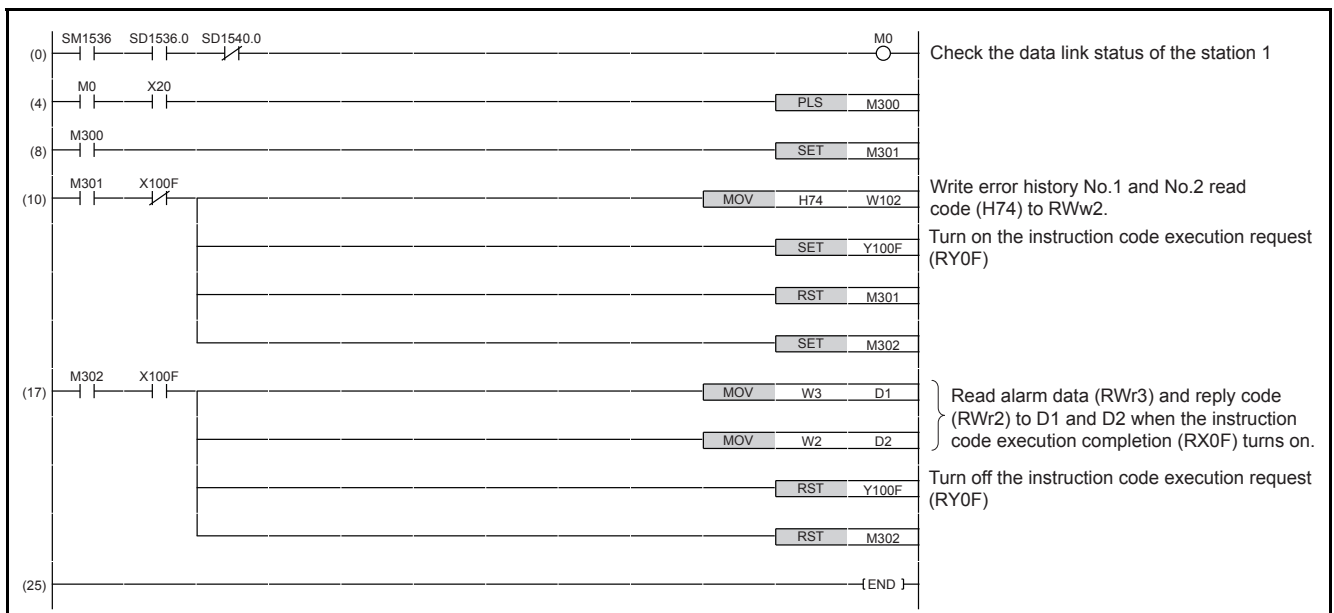 SM1536 SD1536.0 SD1540.0 M0
(0) Check the data link status of the station 1
M0 X20
(4) PLS M300
M300
(8) SET M301
M301 X100F
(10) MOV H74 W102
Write error history No.1 and No.2 read
code (H74) to RWw2.
SET Y100F
Turn on the instruction code execution request
(RY0F)
RST M301
SET M302
M302 X100F
(17) MOV W3 D1
MOV W2 D2
Read alarm data (RWr3) and reply code
(RWr2) to D1 and D2 when the instruction
code execution completion (RX0F) turns on.
RST Y100F
Turn off the instruction code execution request
(RY0F)
RST M302
(25) END